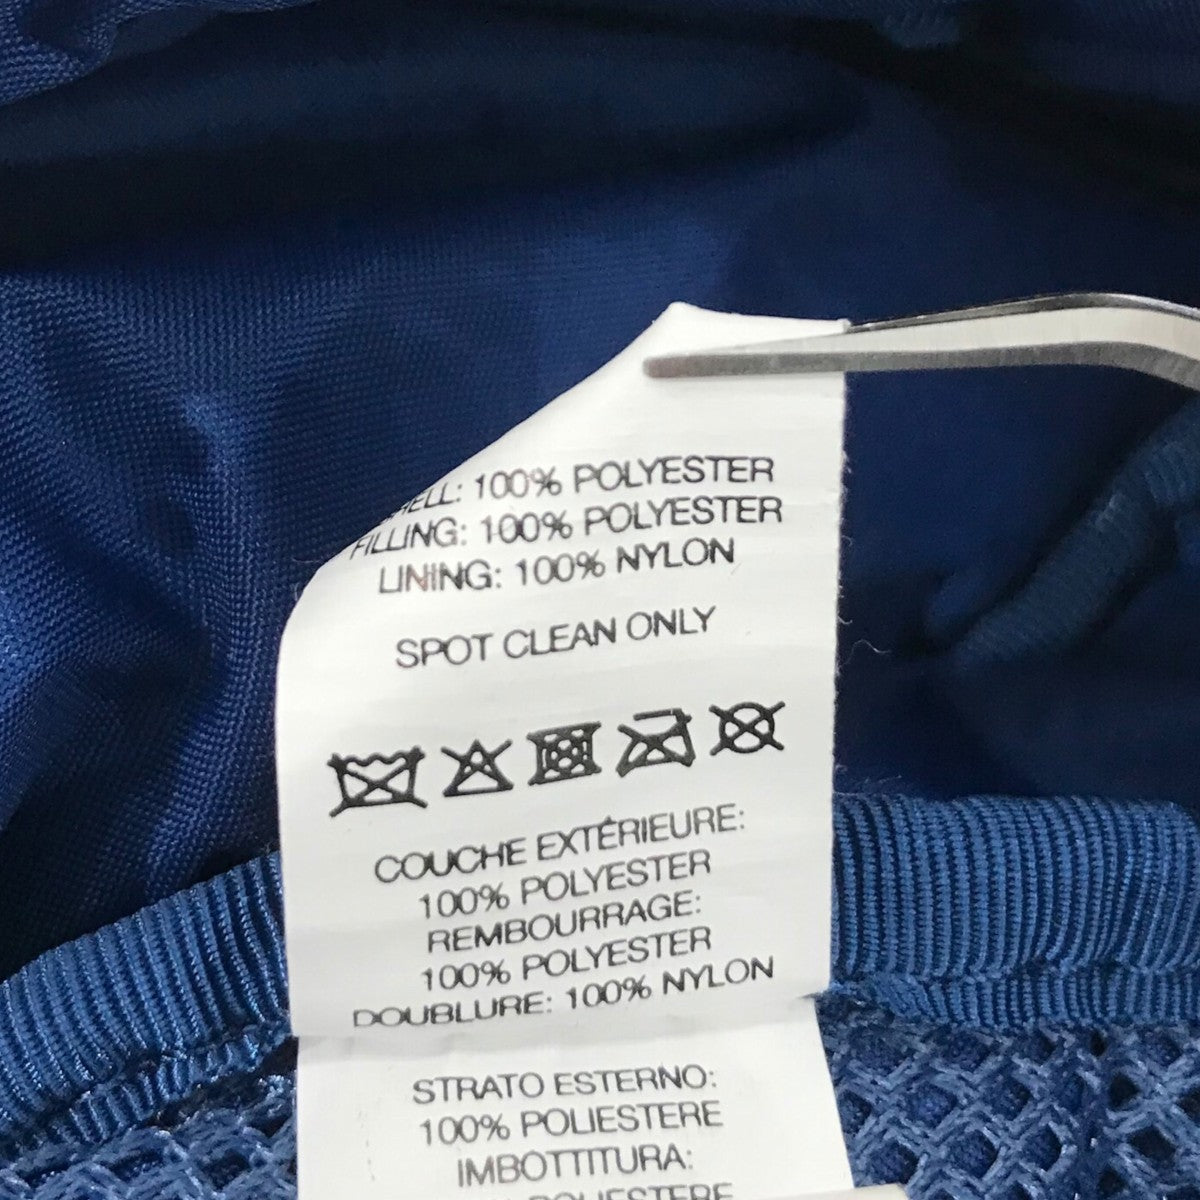 SHELL: 100% POLYESTER
FILLING: 100% POLYESTER
LINING: 100% NYLON
SPOT CLEAN ONLY
COUCHE EXTÉRIEURE:
100% POLYESTER
REMBOURRAGE:
100% POLYESTER
DOUBLURE: 100% NYLON
STRATO ESTERNO:
100% POLIESTERE
IMBOTTITURA:
POLIESTERE